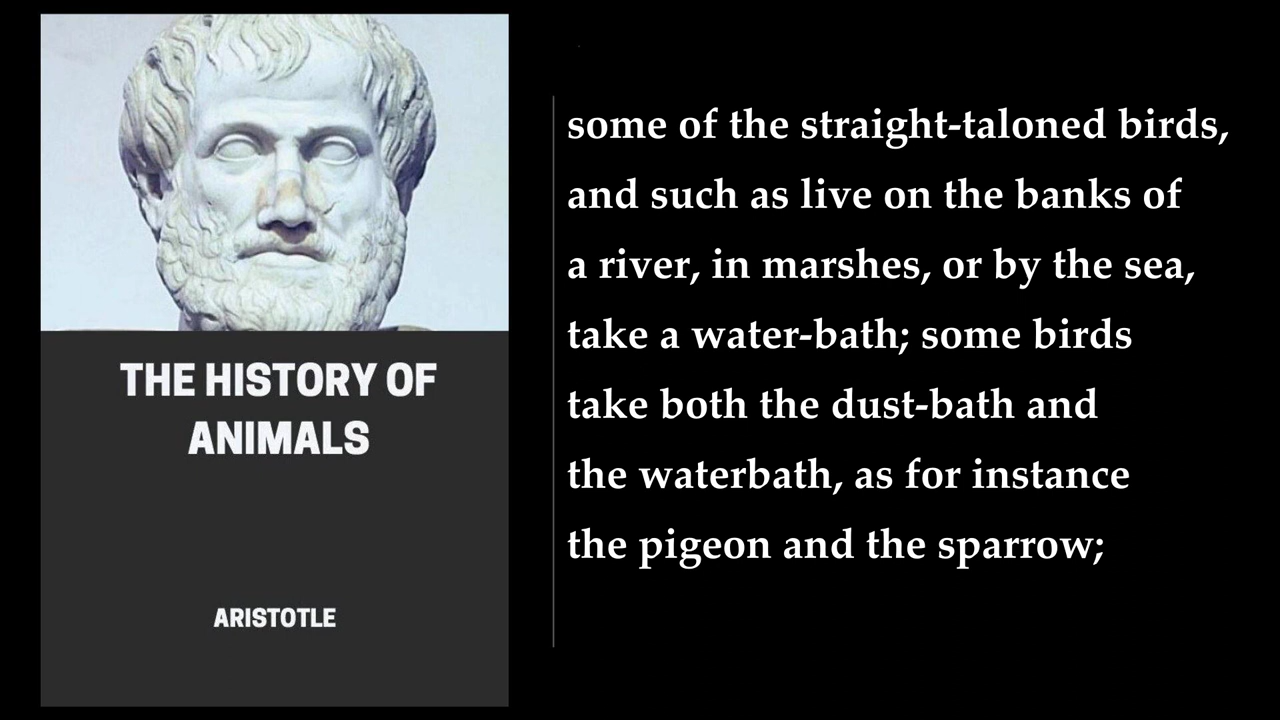 THE HISTORY OF
ANIMALS
ARISTOTLE
some of the straight-taloned birds,
and such as live on the banks of
a river, in marshes, or by the sea,
take a water-bath; some birds
take both the dust-bath and
the waterbath, as for instance
the pigeon and the sparrow;